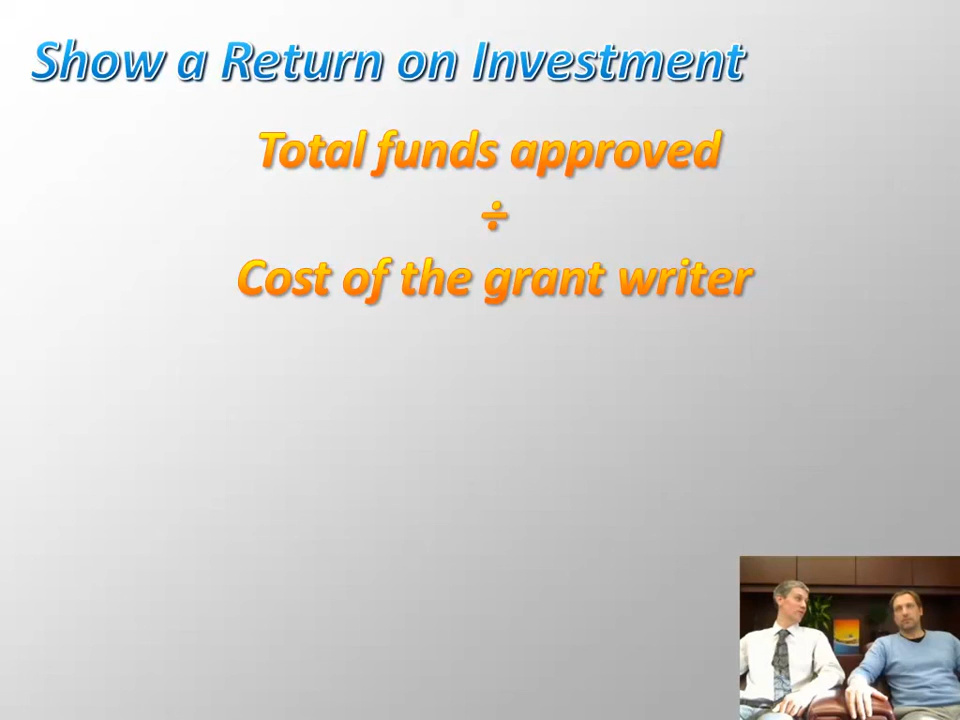 Show a Return on Investment
Total funds approved
÷
Cost of the grant writer